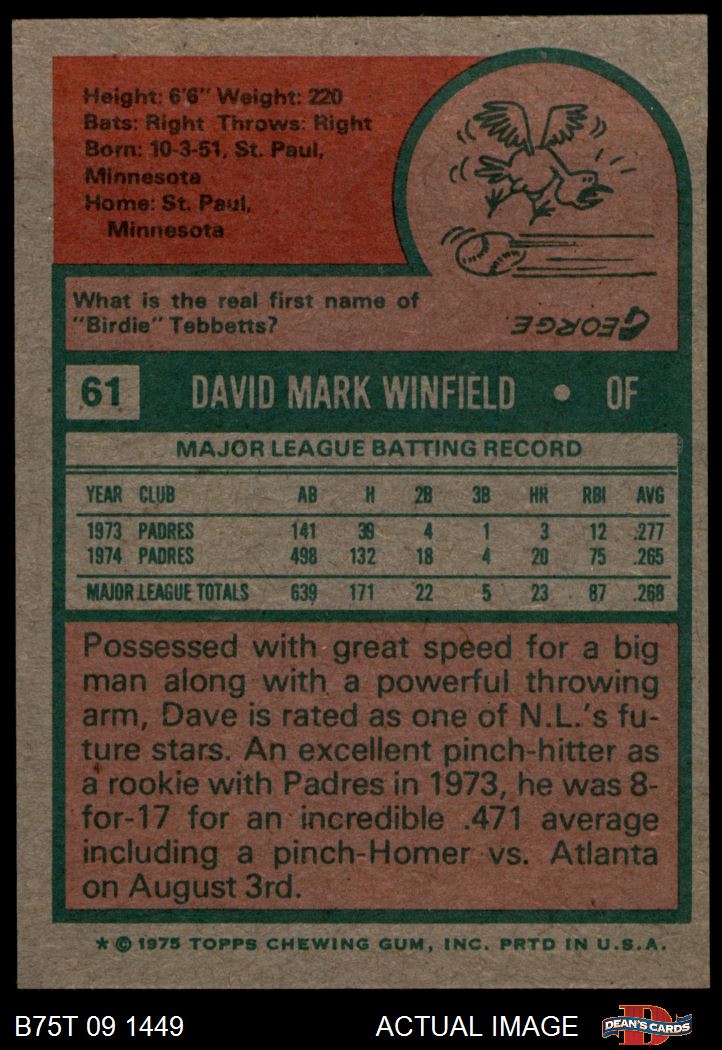 Height: 6'6" Weight: 220
Bats: Right Throws: Right
Born: 10-3-51, St. Paul,
Minnesota
Home: St. Paul,
Minnesota
What is the real first name of
"Birdie" Tebbetts?
GEORGE.
61 DAVID MARK WINFIELD • OF
MAJOR LEAGUE BATTING RECORD
YEAR CLUB AB H 2B 3B HR RBI AVG
1973 PADRES 141 39 4 1 3 12 .277
1974 PADRES 498 132 18 4 20 75 .265
MAJOR LEAGUE TOTALS 639 171 22 5 23 87 .268
Possessed with great speed for a big
man along with a powerful throwing
arm, Dave is rated as one of N.L.'s fu-
ture stars. An excellent pinch-hitter as
a rookie with Padres in 1973, he was 8-
for-17 for an incredible .471 average
including a pinch-Homer vs. Atlanta
on August 3rd.
* © 1975 TOPPS CHEWING GUM, INC. PRTD IN U.S.A.
B75T 09 1449 ACTUAL IMAGE D DEAN'S CARDS